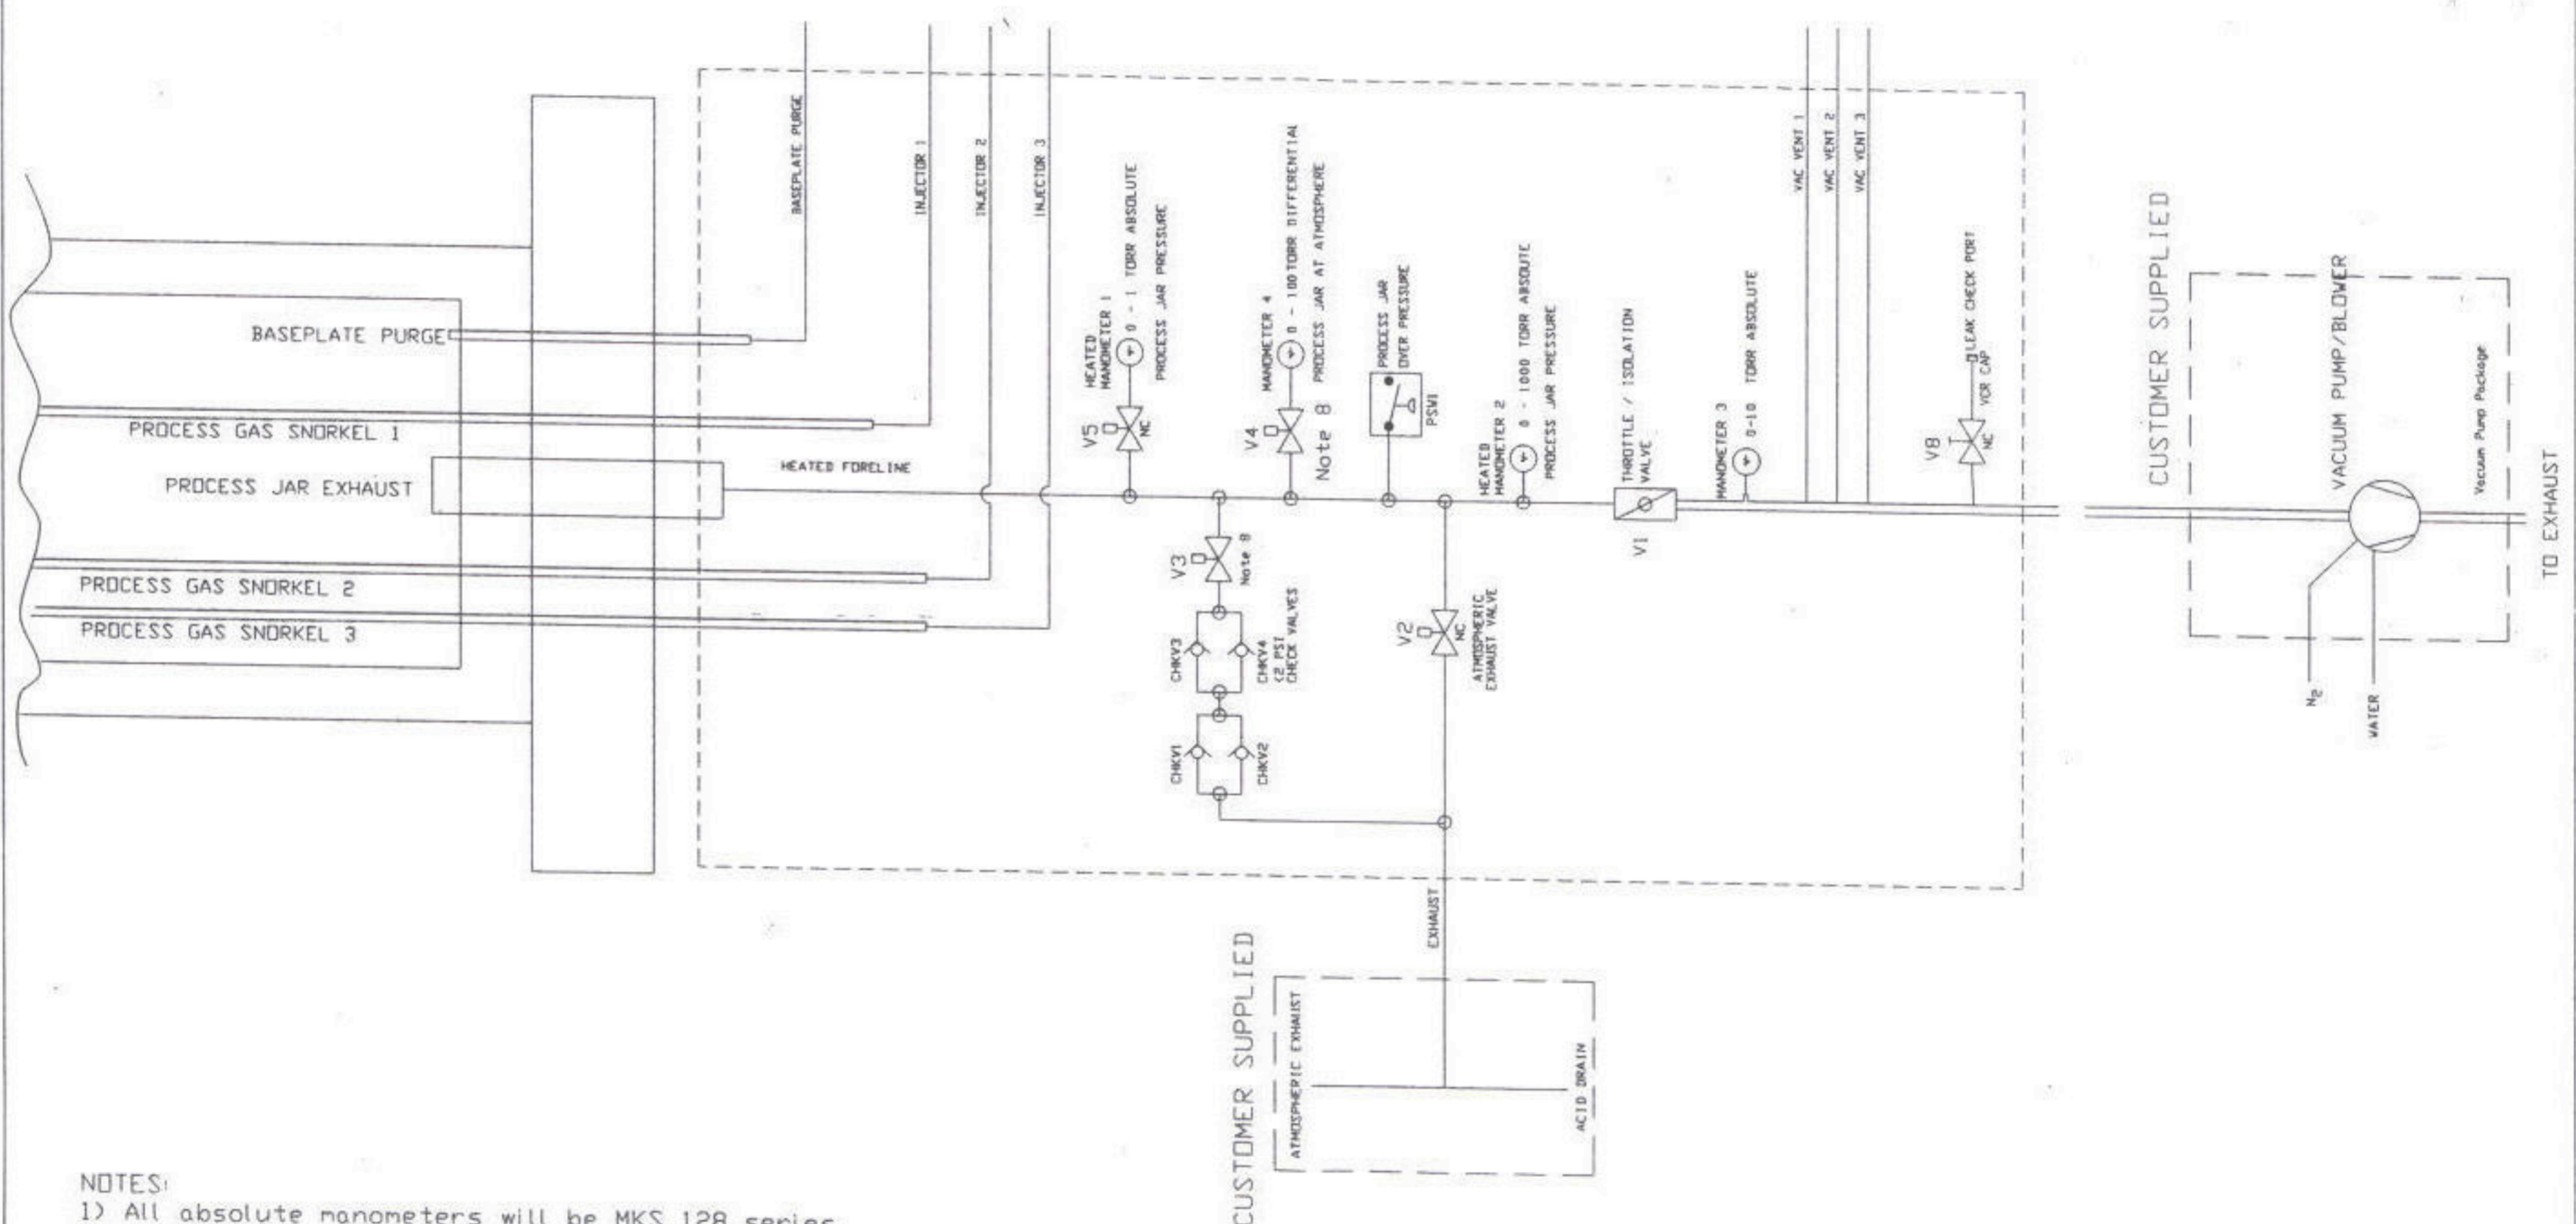 BASEPLATE PURGE
PROCESS GAS SNORKEL 1
PROCESS JAR EXHAUST
PROCESS GAS SNORKEL 2
PROCESS GAS SNORKEL 3
HEATED FORELINE
BASEPLATE PURGE
INJECTOR 1
INJECTOR 2
INJECTOR 3
V5
NC
HEATED
MANOMETER 1
0 - 1 TORR ABSOLUTE
PROCESS JAR PRESSURE
V4
MANOMETER 4
0 - 100TORR DIFFERENTIAL
PROCESS JAR AT ATMOSPHERE
Note 8
PROCESS JAR
OVER PRESSURE
PSW1
HEATED
MANOMETER 2
0 - 1000 TORR ABSOLUTE
PROCESS JAR PRESSURE
THROTTLE / ISOLATION
VALVE
V1
MANOMETER 3
0-10 TORR ABSOLUTE
VAC VENT 1
VAC VENT 2
VAC VENT 3
V8
NC
VCR CAP
LEAK CHECK PORT
V3
Note 8
CHKV3
CHKV4
(2 PSI
CHECK VALVES
CHKV1
CHKV2
V2
NC
ATMOSPHERIC
EXHAUST VALVE
EXHAUST
CUSTOMER SUPPLIED
ATMOSPHERIC EXHAUST
ACID DRAIN
CUSTOMER SUPPLIED
VACUUM PUMP/BLOWER
Vacuum Pump Package
N2
WATER
TO EXHAUST
NOTES:
1) All absolute manometers will be MKS 128 series